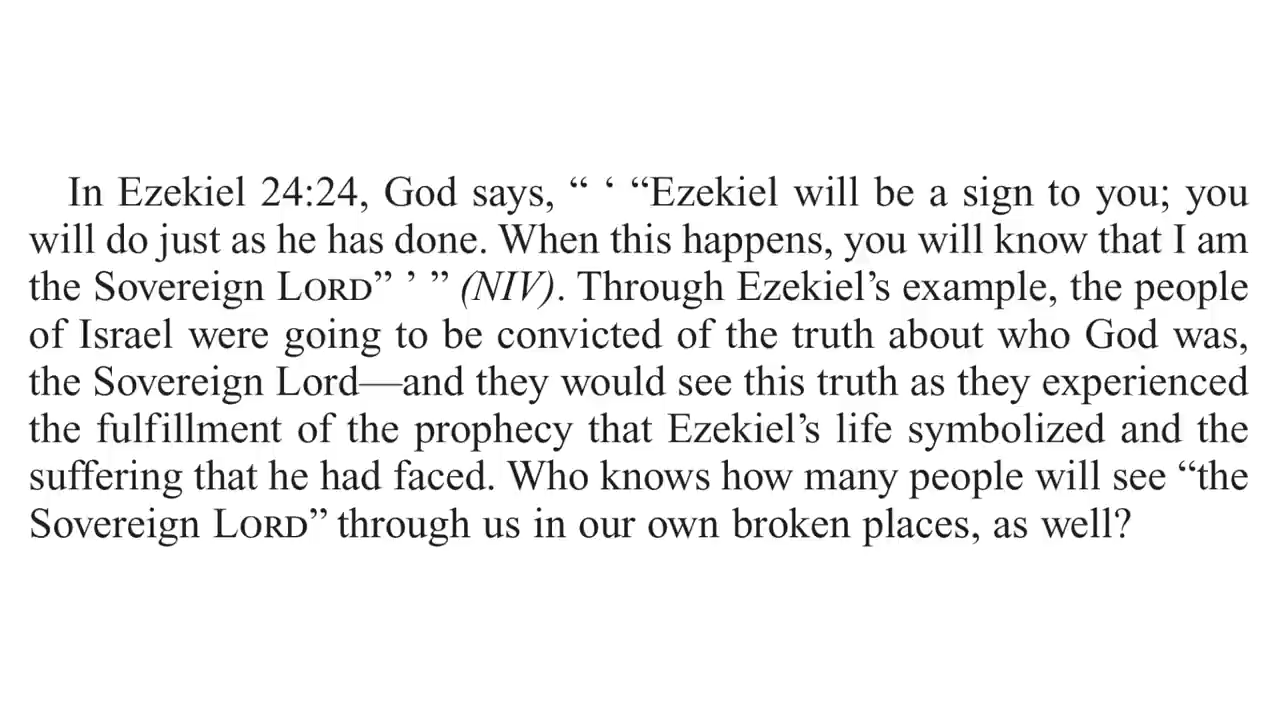 In Ezekiel 24:24, God says, “ ‘ “Ezekiel will be a sign to you; you
will do just as he has done. When this happens, you will know that I am
the Sovereign LORD” ’ ” (NIV). Through Ezekiel’s example, the people
of Israel were going to be convicted of the truth about who God was,
the Sovereign Lord—and they would see this truth as they experienced
the fulfillment of the prophecy that Ezekiel’s life symbolized and the
suffering that he had faced. Who knows how many people will see “the
Sovereign LORD” through us in our own broken places, as well?